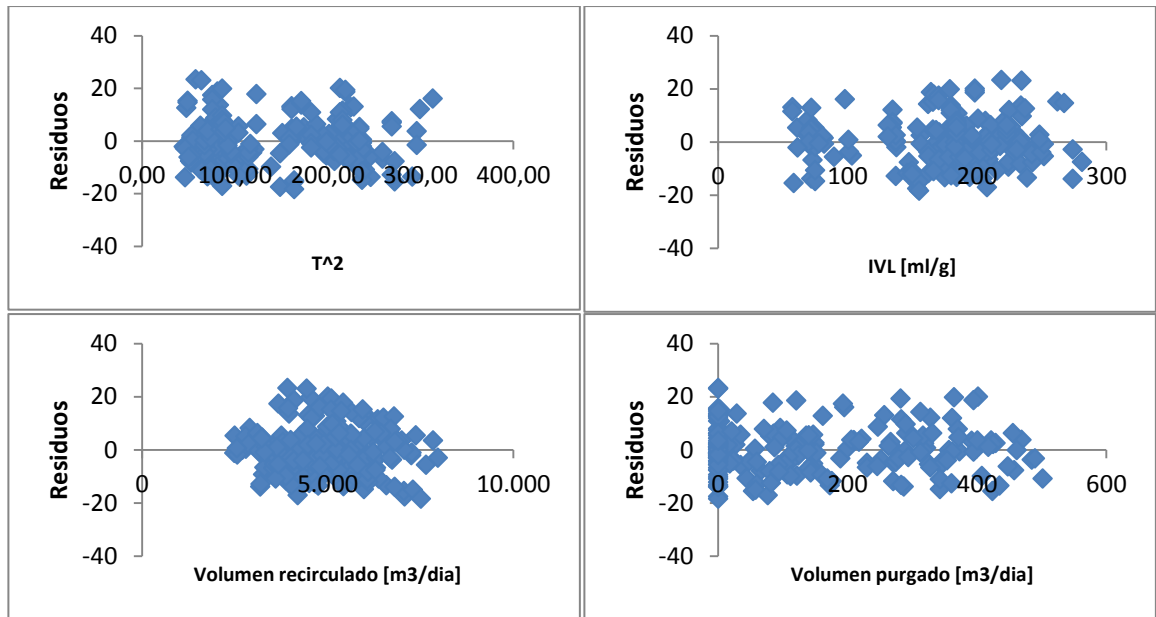 40
20
0
-20
-40
Residuos
0,00 100,00 200,00 300,00 400,00
T^2
40
20
0
-20
-40
Residuos
0 100 200 300
IVL [ml/g]
40
20
0
-20
-40
Residuos
0 5.000 10.000
Volumen recirculado [m3/dia]
40
20
0
-20
-40
Residuos
0 200 400 600
Volumen purgado [m3/dia]